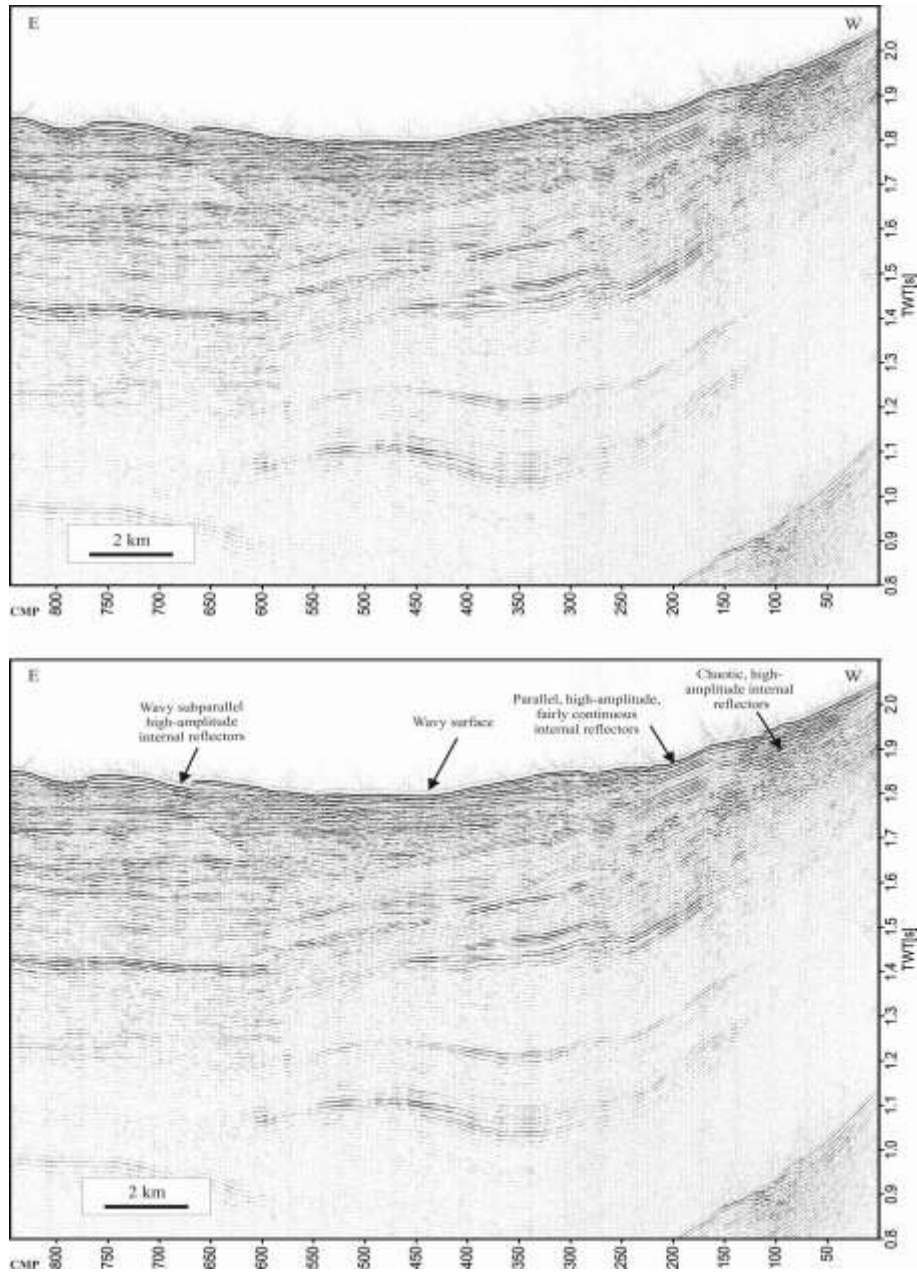 E
W
2.0
1.9
1.8
1.7
1.6
1.5
1.4
1.3
1.2
1.1
1.0
0.9
0.8
TWT[s]
2 km
CMP
800
750
700
650
600
550
500
450
400
350
300
250
200
150
100
50
E
W
Wavy subparallel
high-amplitude
internal reflectors
Wavy surface
Parallel, high-amplitude,
fairly continuous
internal reflectors
Chaotic, high-
amplitude internal
reflectors
2.0
1.9
1.8
1.7
1.6
1.5
1.4
1.3
1.2
1.1
1.0
0.9
0.8
TWT[s]
2 km
CMP
800
750
700
650
600
550
500
450
400
350
300
250
200
150
100
50